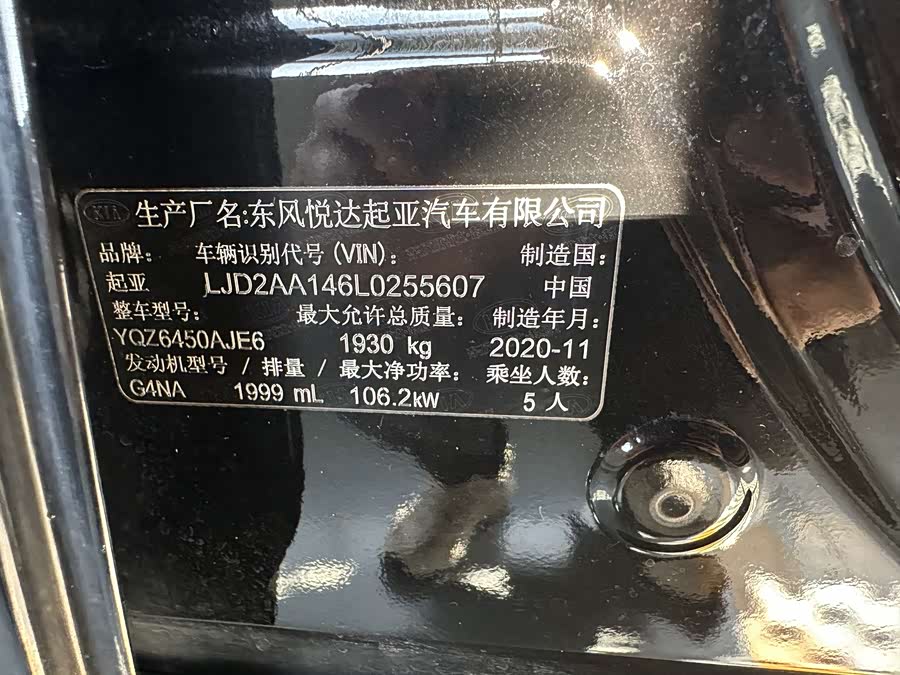 KIA 生产厂名:东风悦达起亚汽车有限公司
品牌: 车辆识别代号(VIN): 制造国:
起亚 LJD2AA146L0255607 中国
整车型号: 最大允许总质量: 制造年月:
YQZ6450AJE6 1930 kg 2020-11
发动机型号 / 排量 / 最大净功率: 乘坐人数:
G4NA 1999 mL 106.2kW 5 人